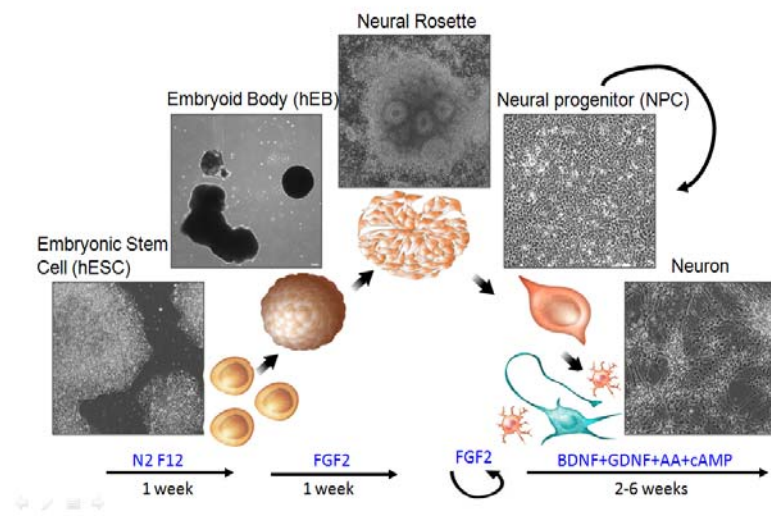 Neural Rosette
Embryoid Body (hEB)
Neural progenitor (NPC)
Embryonic Stem
Cell (hESC)
Neuron
N2 F12
1 week
FGF2
1 week
FGF2
BDNF+GDNF+AA+cAMP
2-6 weeks